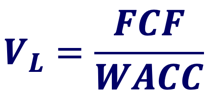 V_L = FCF / WACC